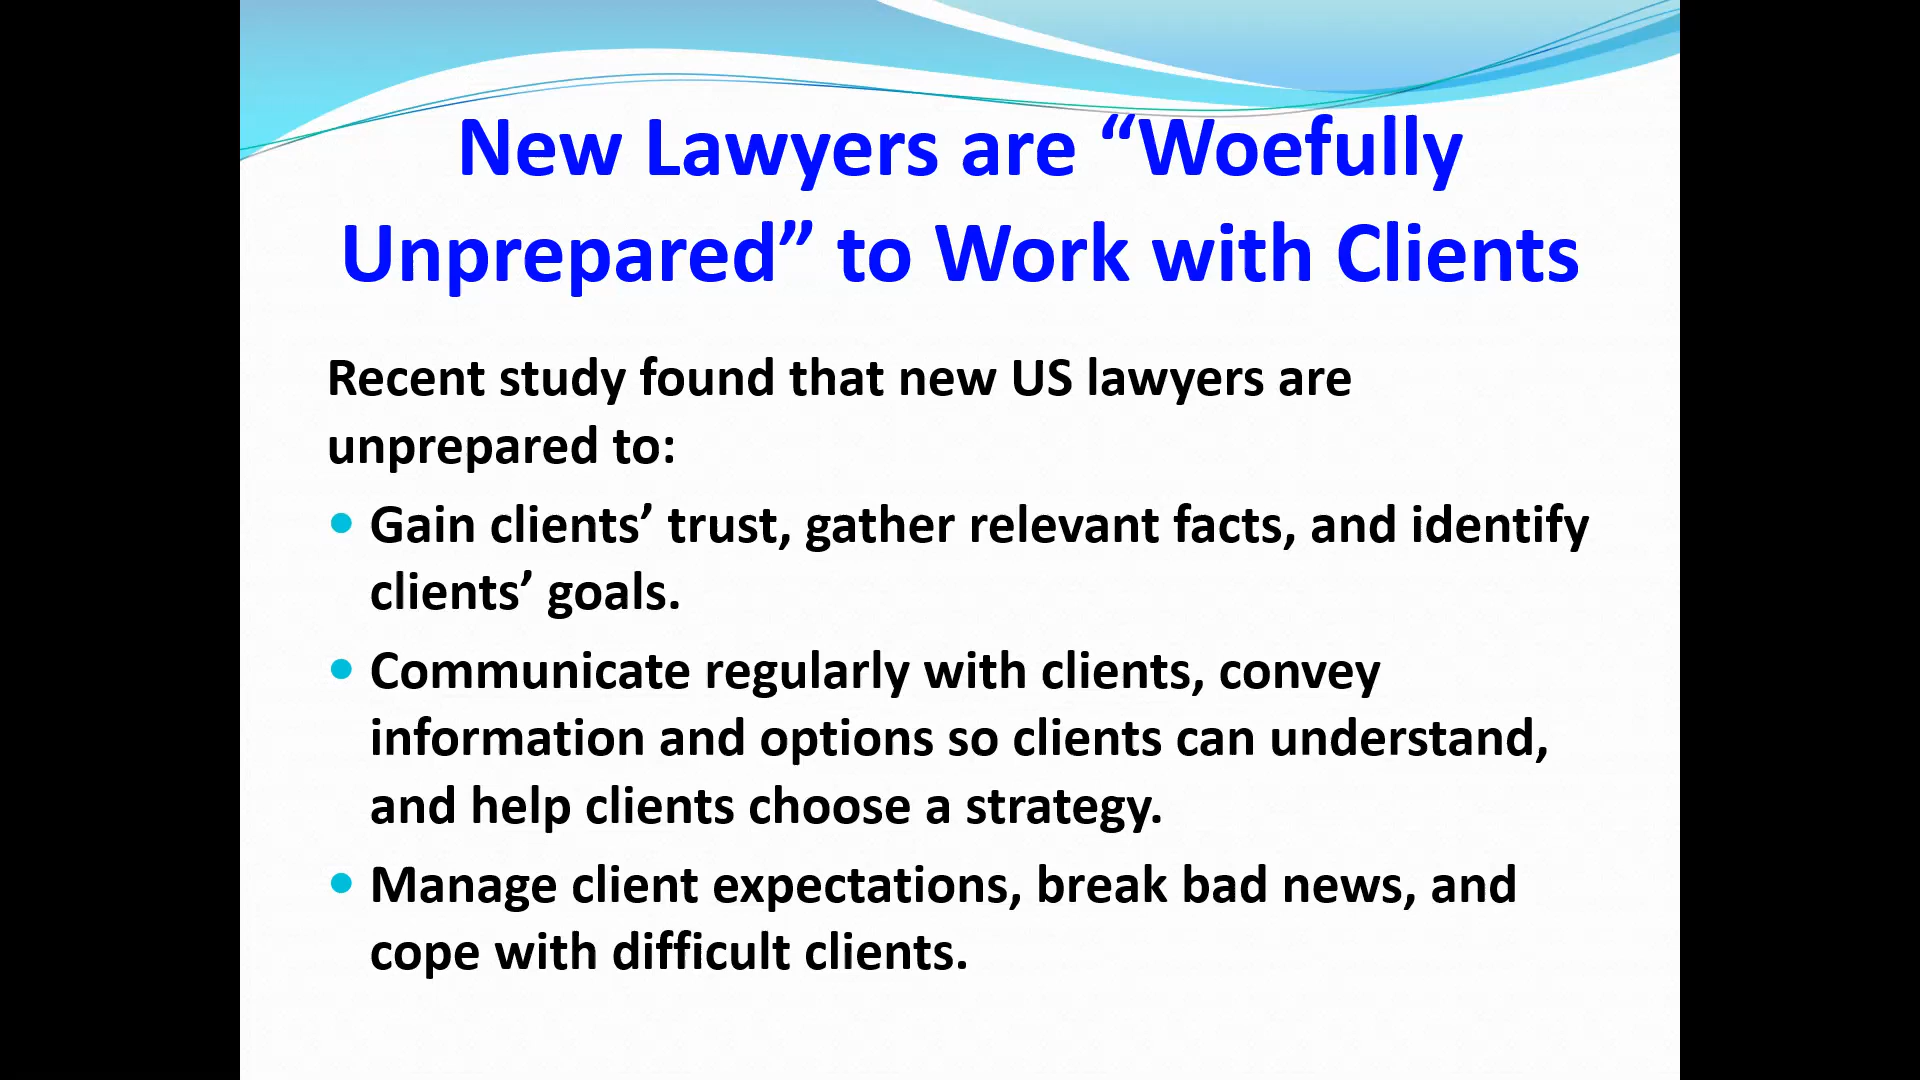 New Lawyers are “Woefully
Unprepared” to Work with Clients
Recent study found that new US lawyers are
unprepared to:
• Gain clients’ trust, gather relevant facts, and identify
clients’ goals.
• Communicate regularly with clients, convey
information and options so clients can understand,
and help clients choose a strategy.
• Manage client expectations, break bad news, and
cope with difficult clients.